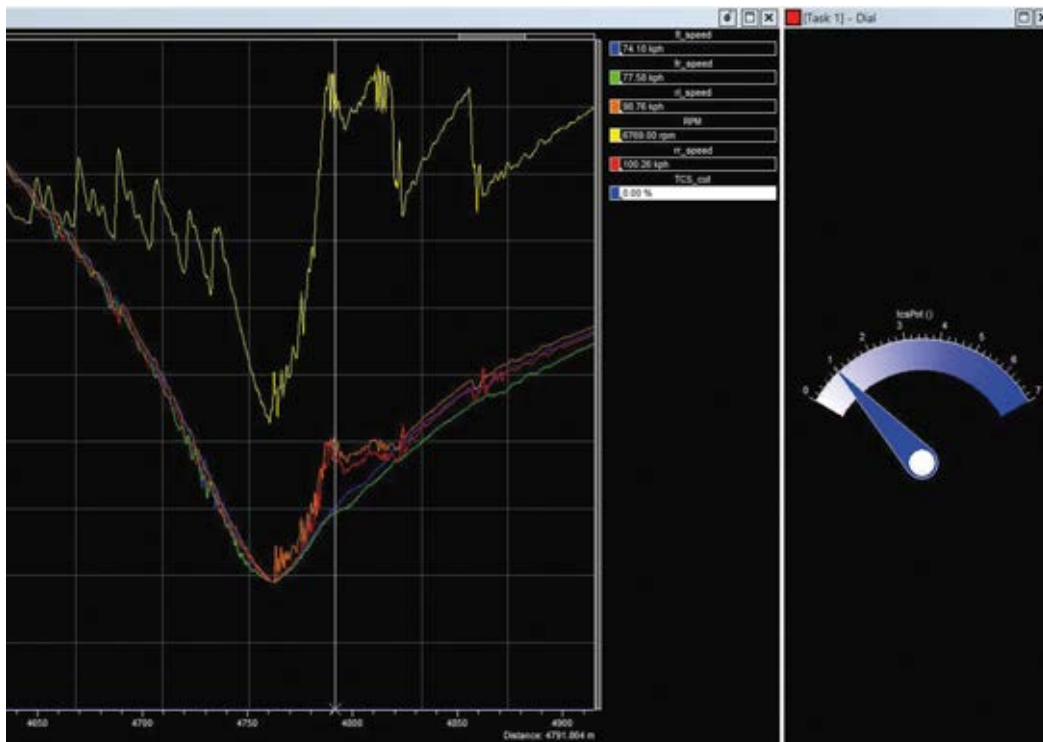 [Task 1] - Dial
fl_speed
74.10 kph
fr_speed
77.58 kph
rl_speed
98.76 kph
RPM
6769.00 rpm
rr_speed
100.26 kph
TCS_coil
0.00 %
tcsPot ()
0 1 2 3 4 5 6 7
4650 4700 4750 4800 4850 4900
Distance: 4791.864 m